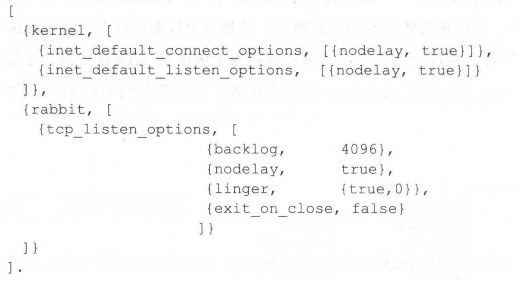 [
  {kernel, [
    {inet_default_connect_options, [{nodelay, true}]},
    {inet_default_listen_options,  [{nodelay, true}]}
  ]},
  {rabbit, [
    {tcp_listen_options, [
                          {backlog,       4096},
                          {nodelay,       true},
                          {linger,        {true,0}},
                          {exit_on_close, false}
                         ]}
  ]}
].